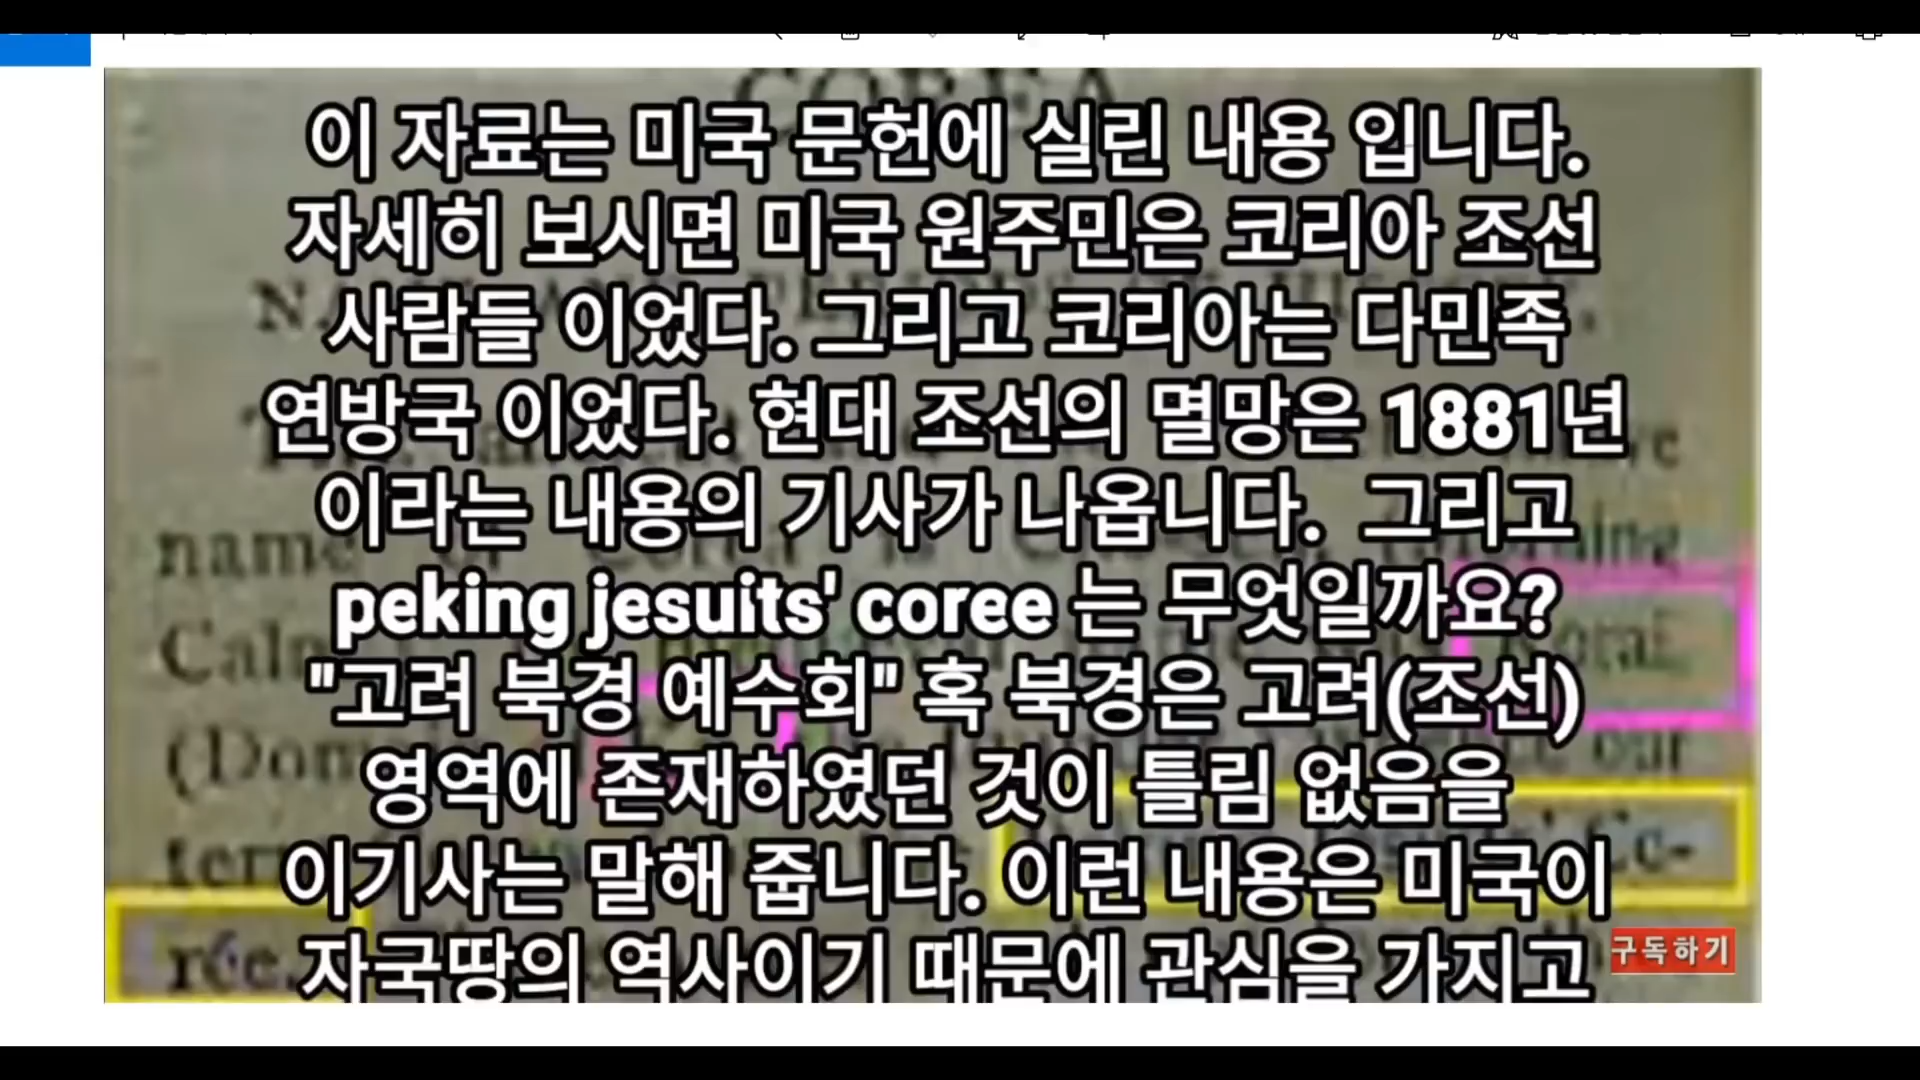 COREA
이 자료는 미국 문헌에 실린 내용 입니다.
자세히 보시면 미국 원주민은 코리아 조선
사람들 이었다. 그리고 코리아는 다민족
연방국 이었다. 현대 조선의 멸망은 1881년
이라는 내용의 기사가 나옵니다. 그리고
name
peking jesuits' coree 는 무엇일까요?
"고려 북경 예수회" 혹 북경은 고려(조선)
영역에 존재하였던 것이 틀림 없음을
our
이기사는 말해 줍니다. 이런 내용은 미국이
자국땅의 역사이기 때문에 관심을 가지고
rée.
구독하기